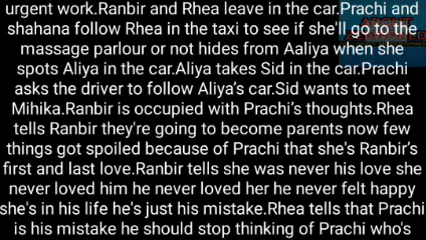 urgent work.Ranbir and Rhea leave in the car.Prachi and
shahana follow Rhea in the taxi to see if she'll go to the
massage parlour or not hides from Aaliya when she
spots Aliya in the car.Aliya takes Sid in the car.Prachi
asks the driver to follow Aliya’s car.Sid wants to meet
Mihika.Ranbir is occupied with Prachi’s thoughts.Rhea
tells Ranbir they're going to become parents now few
things got spoiled because of Prachi that she's Ranbir’s
first and last love.Ranbir tells she was never his love she
never loved him he never loved her he never felt happy
she's in his life he's just his mistake.Rhea tells that Prachi
is his mistake he should stop thinking of Prachi who's